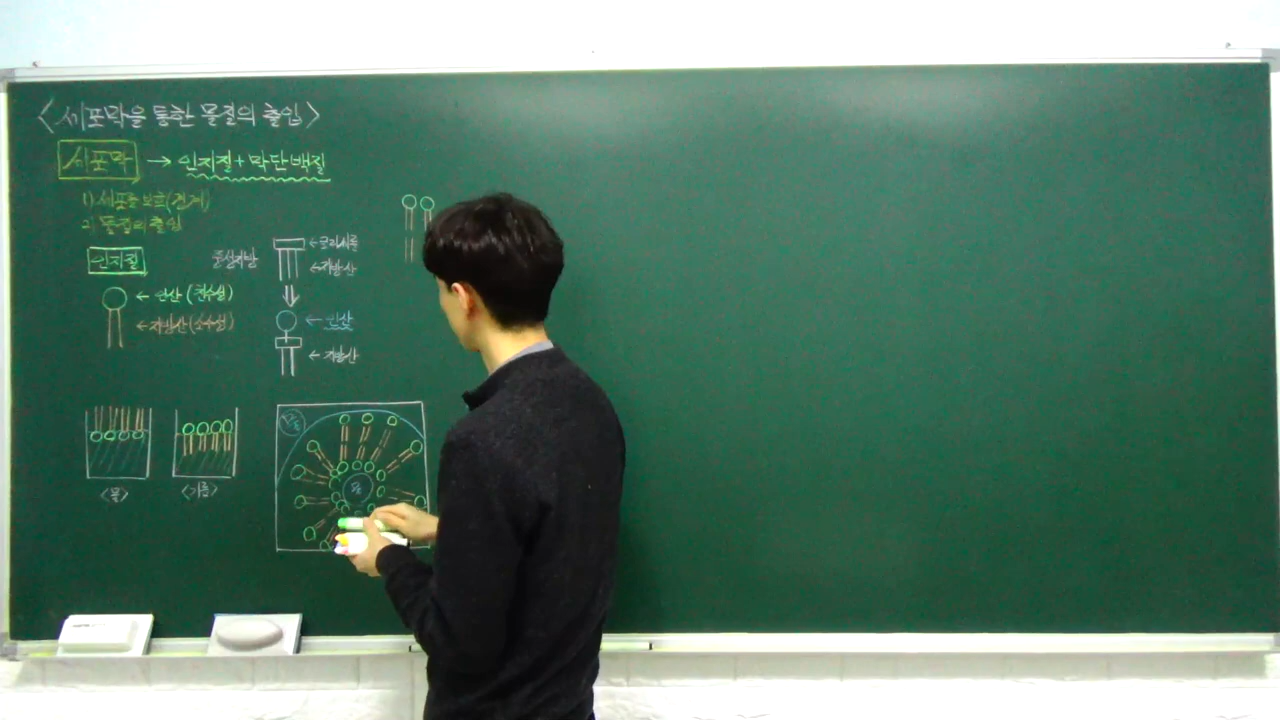 <세포막을 통한 물질의 출입>
세포막 → 인지질 + 막단백질
1) 세포를 보호(경계)
2) 물질의 출입
인지질
← 인산 (친수성)
← 지방산(소수성)
중성지방
← 글리세롤
← 지방산
← 인산
← 지방산
<물>
<기름>
물
물